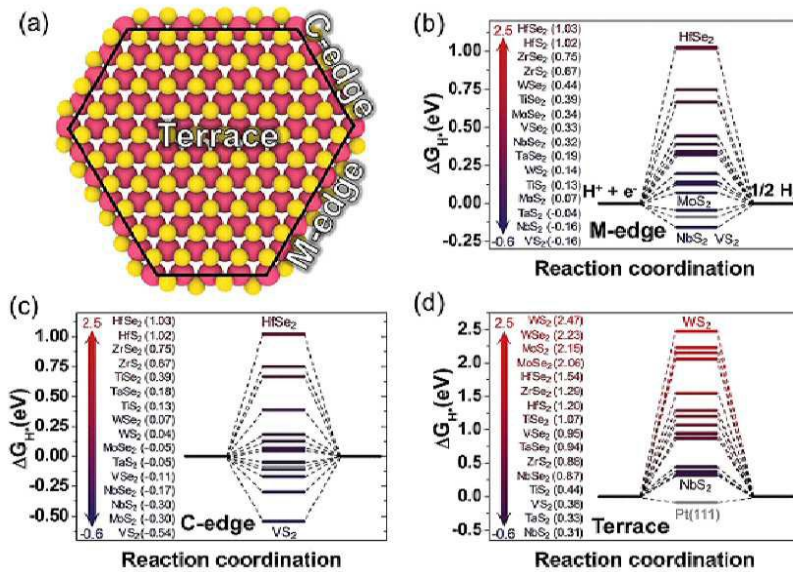 (a)
C-edge
Terrace
M-edge
(b)
ΔG_H* (eV)
1.00
0.75
0.50
0.25
0.00
-0.25
2.5
-0.6
HfSe₂ (1.03)
HfS₂ (1.02)
ZrSe₂ (0.75)
ZrS₂ (0.67)
WSe₂ (0.44)
TiSe₂ (0.39)
MoSe₂ (0.34)
VSe₂ (0.33)
NbSe₂ (0.32)
TaSe₂ (0.19)
WS₂ (0.14)
TiS₂ (0.13)
MoS₂ (0.07)
TaS₂ (-0.04)
NbS₂ (-0.16)
VS₂ (-0.16)
HfSe₂
H⁺ + e⁻
1/2 H
MoS₂
NbS₂ VS₂
M-edge
Reaction coordination
(c)
ΔG_H* (eV)
1.00
0.75
0.50
0.25
0.00
-0.25
-0.50
2.5
-0.6
HfSe₂ (1.03)
HfS₂ (1.02)
ZrSe₂ (0.75)
ZrS₂ (0.67)
TiSe₂ (0.39)
TaSe₂ (0.18)
TiS₂ (0.13)
WSe₂ (0.07)
WS₂ (0.04)
MoSe₂ (-0.05)
TaS₂ (-0.05)
VSe₂ (-0.11)
NbSe₂ (-0.17)
NbS₂ (-0.30)
MoS₂ (-0.30)
VS₂ (-0.54)
HfSe₂
VS₂
C-edge
Reaction coordination
(d)
ΔG_H* (eV)
2.5
2.0
1.5
1.0
0.5
0.0
-0.5
2.5
-0.6
WS₂ (2.47)
WSe₂ (2.23)
MoS₂ (2.15)
MoSe₂ (2.06)
HfSe₂ (1.54)
ZrSe₂ (1.29)
HfS₂ (1.20)
TiSe₂ (1.07)
VSe₂ (0.95)
TaSe₂ (0.94)
ZrS₂ (0.88)
NbSe₂ (0.87)
TiS₂ (0.44)
VS₂ (0.38)
TaS₂ (0.33)
NbS₂ (0.31)
WS₂
NbS₂
Pt(111)
Terrace
Reaction coordination